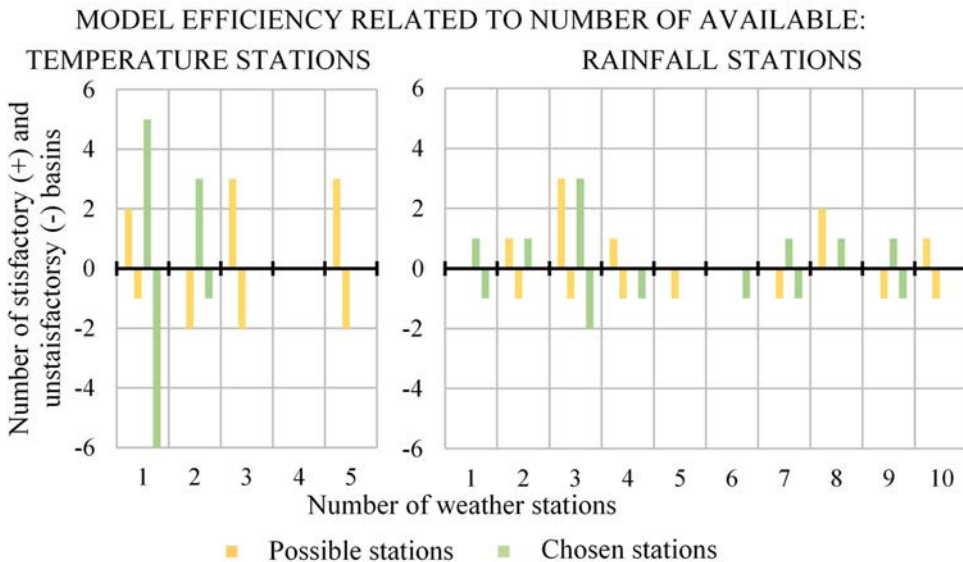 MODEL EFFICIENCY RELATED TO NUMBER OF AVAILABLE:
TEMPERATURE STATIONS
RAINFALL STATIONS
Number of stisfactory (+) and
unstaisfactorsy (-) basins
6
4
2
0
-2
-4
-6
1 2 3 4 5
6
4
2
0
-2
-4
-6
1 2 3 4 5 6 7 8 9 10
Number of weather stations
Possible stations
Chosen stations